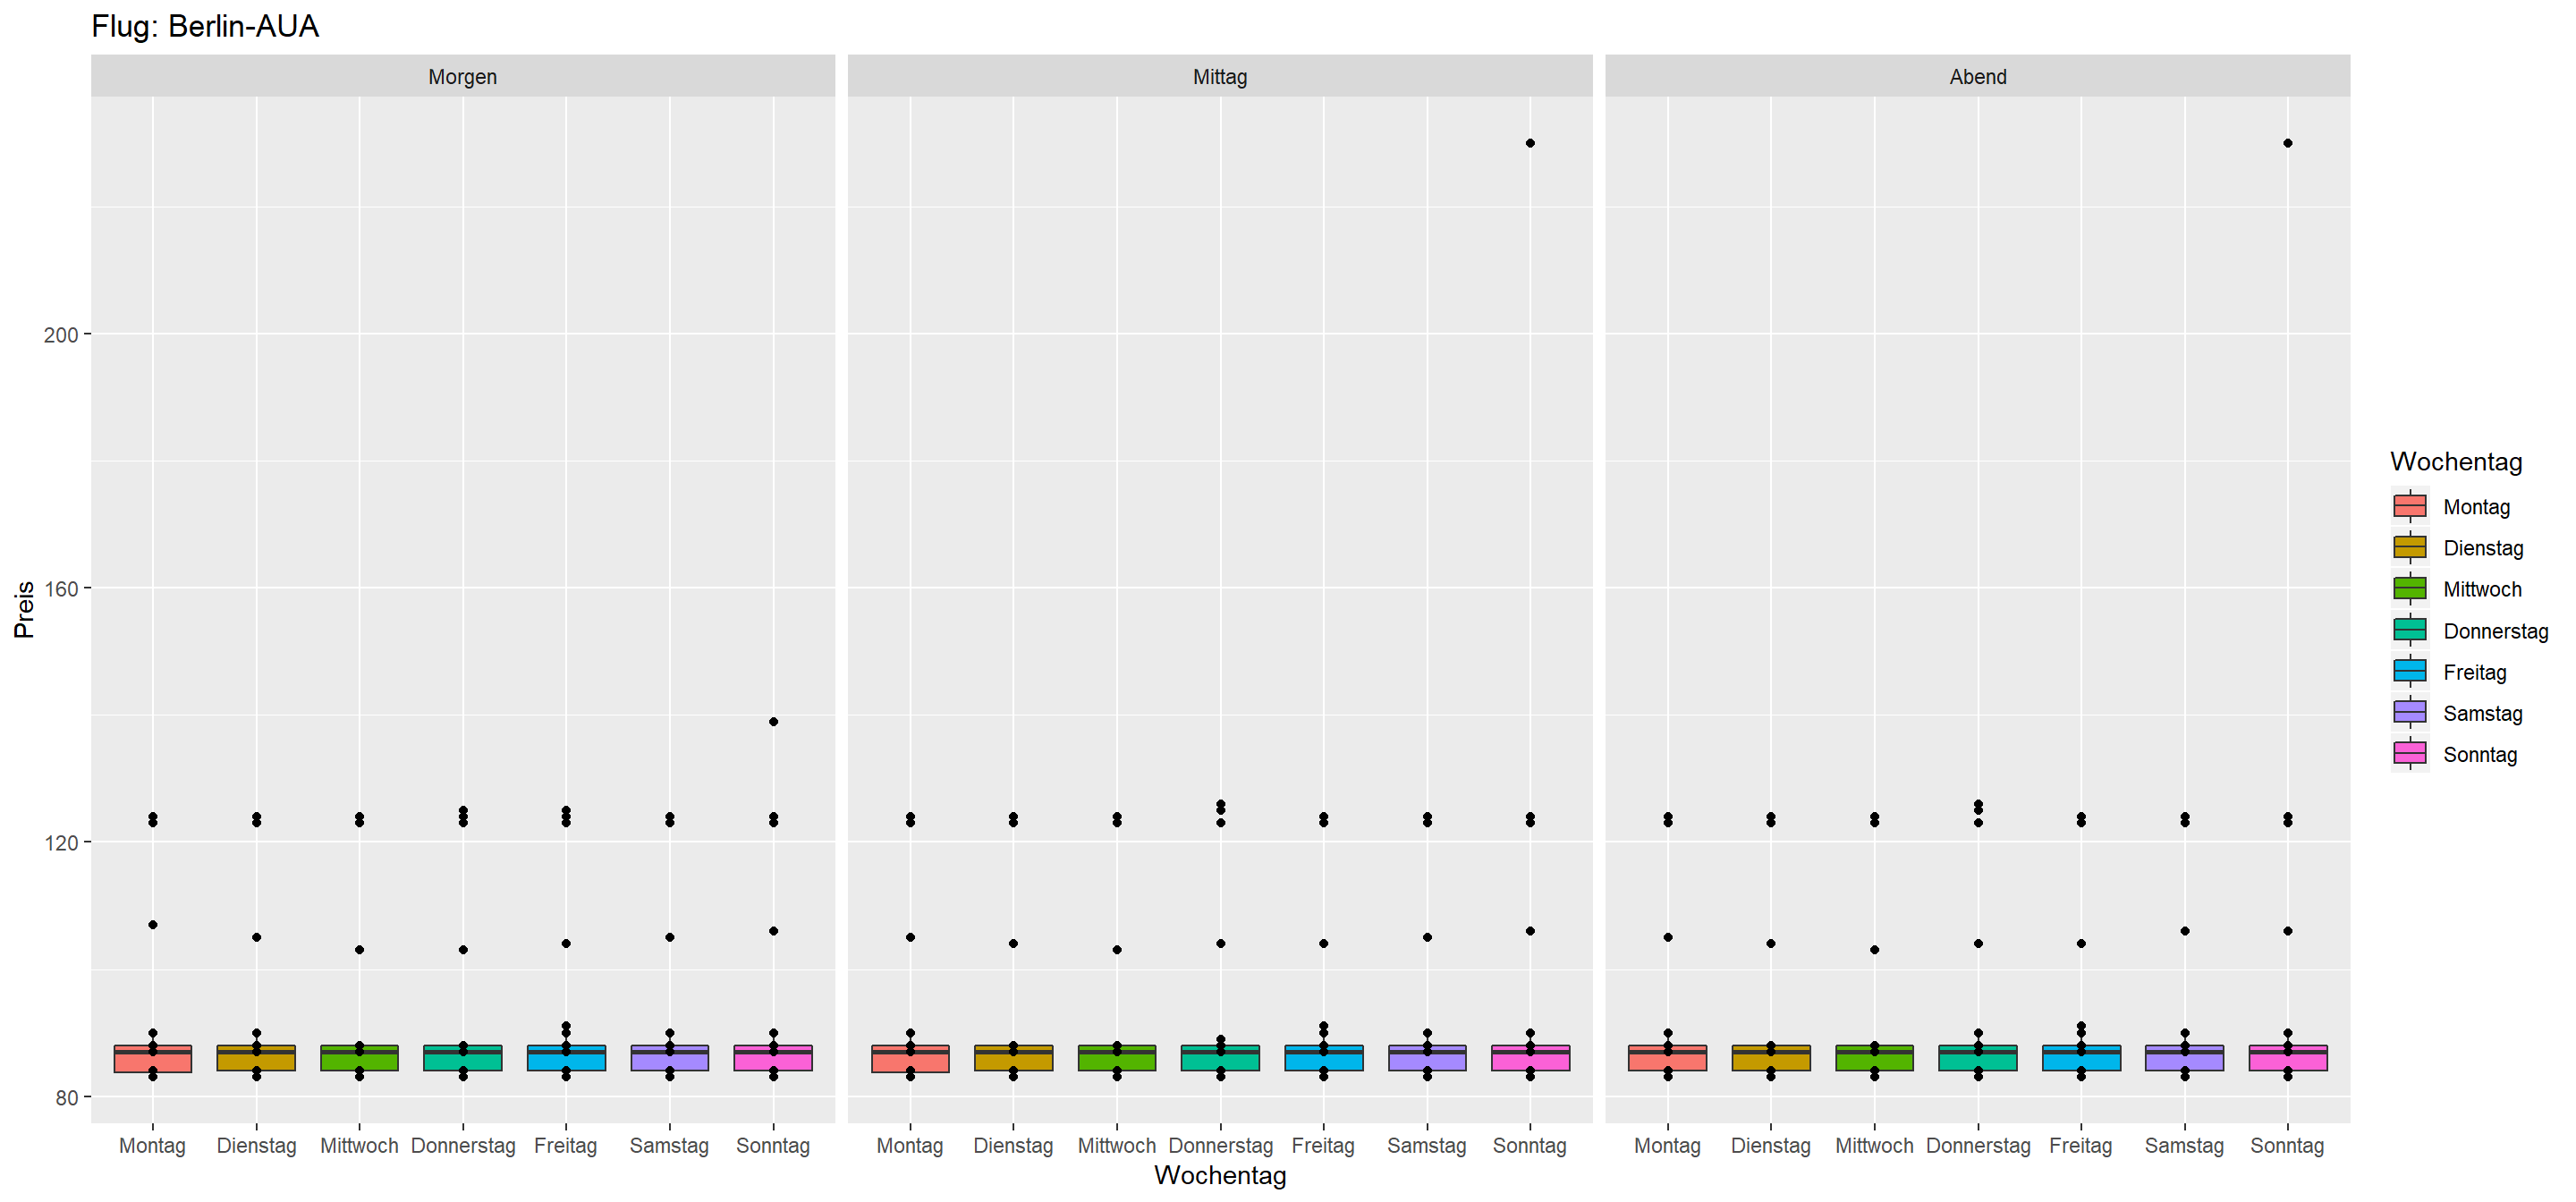 Flug: Berlin-AUA
Morgen Mittag Abend
200
160
120
80
Preis
Montag Dienstag Mittwoch Donnerstag Freitag Samstag Sonntag Montag Dienstag Mittwoch Donnerstag Freitag Samstag Sonntag Montag Dienstag Mittwoch Donnerstag Freitag Samstag Sonntag
Wochentag
Wochentag
Montag
Dienstag
Mittwoch
Donnerstag
Freitag
Samstag
Sonntag